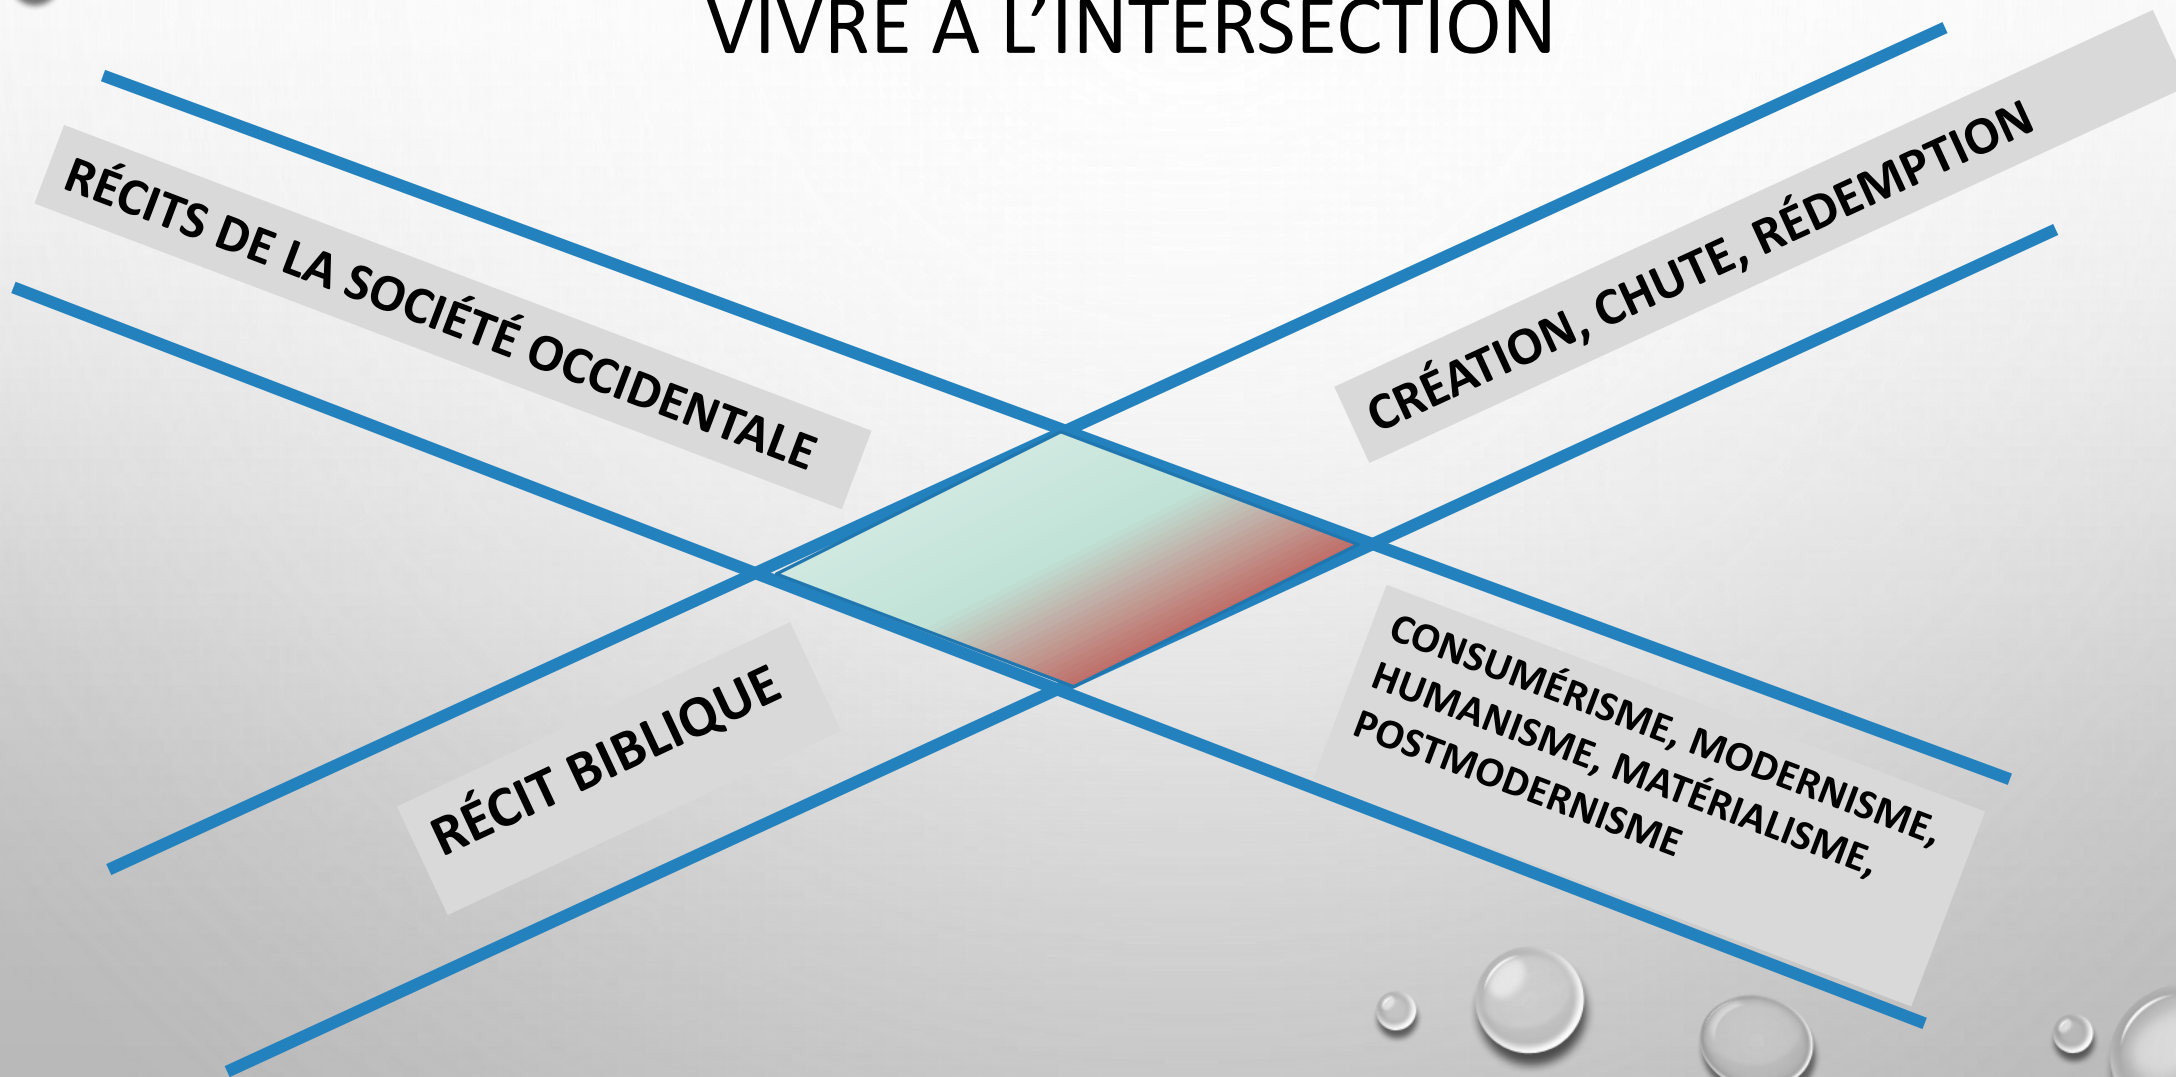 VIVRE A L’INTERSECTION
RÉCITS DE LA SOCIÉTÉ OCCIDENTALE
CRÉATION, CHUTE, RÉDEMPTION
RÉCIT BIBLIQUE
CONSUMÉRISME, MODERNISME,
HUMANISME, MATÉRIALISME,
POSTMODERNISME